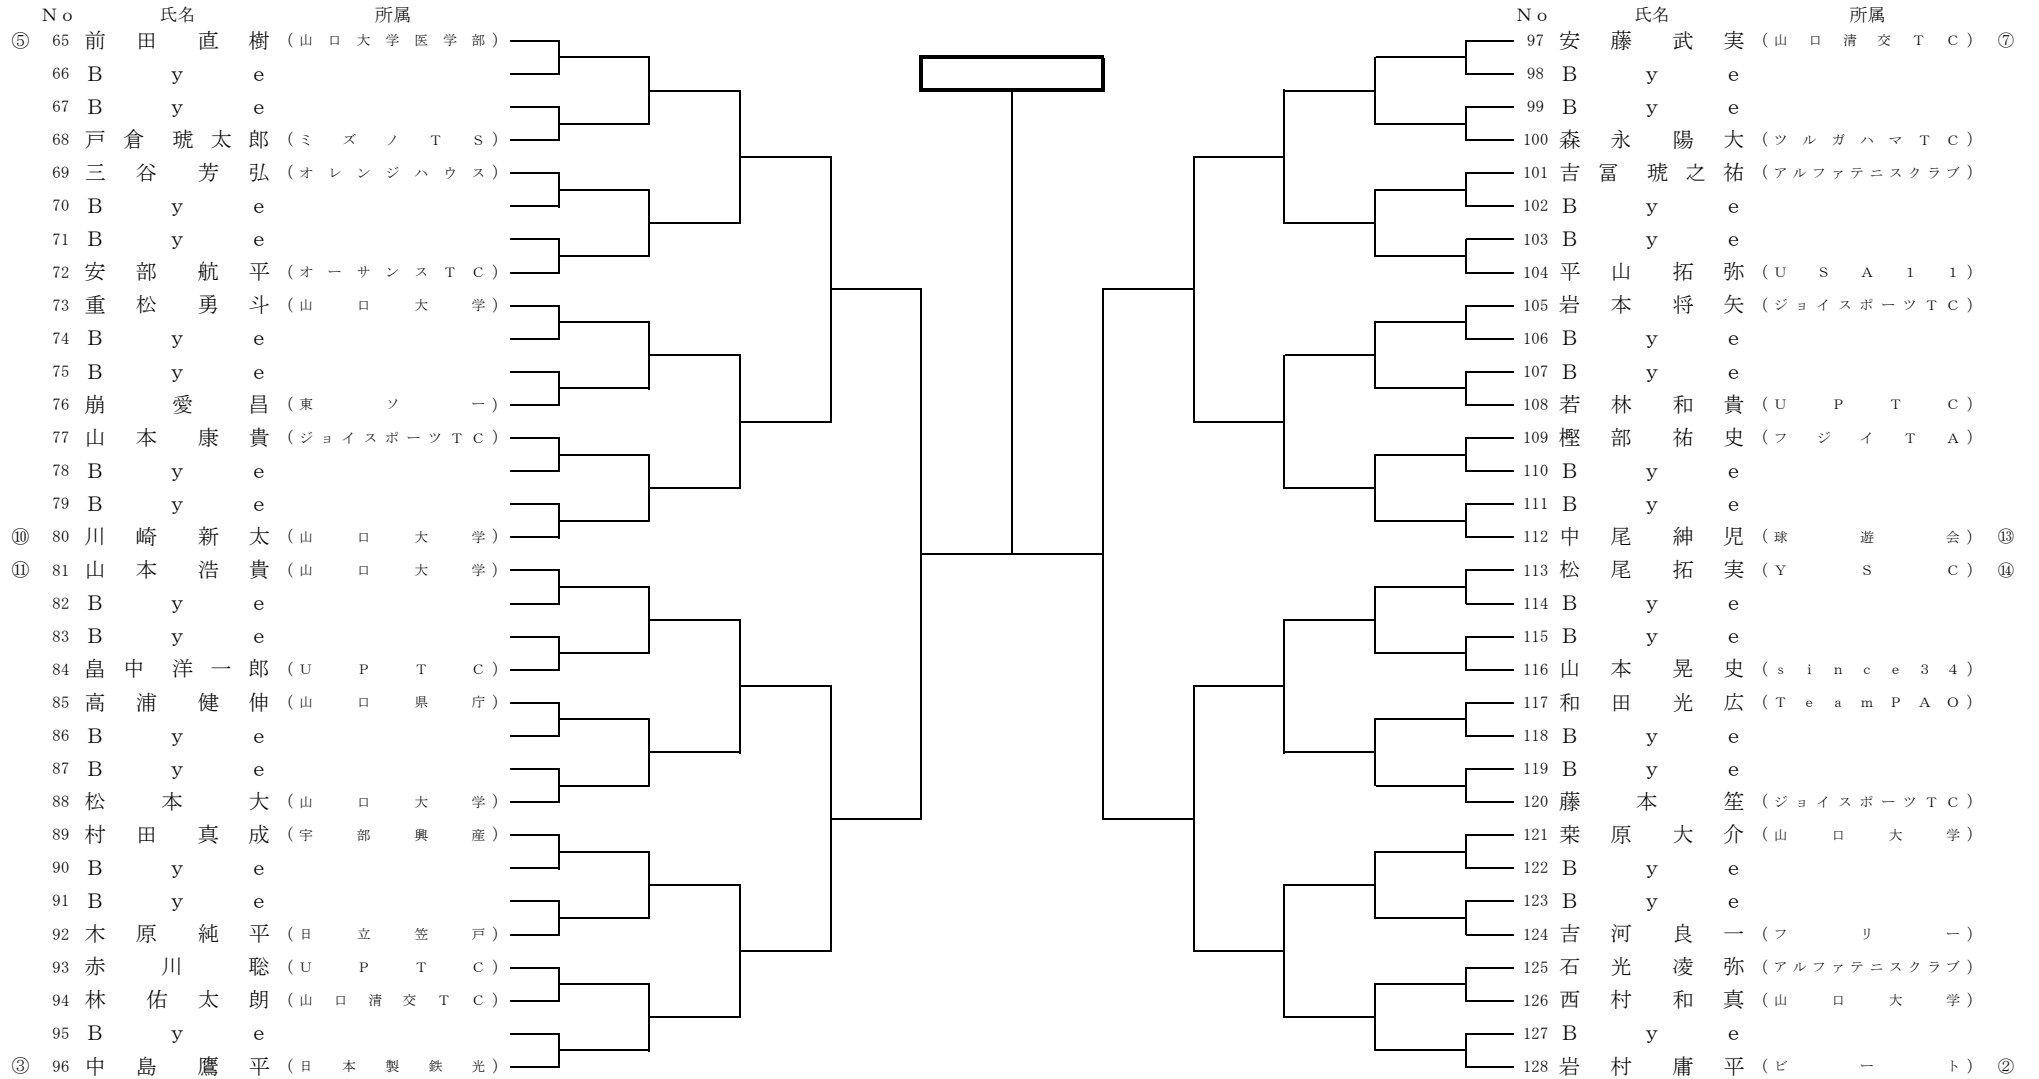 No 氏名 所属
⑤ 65 前田直樹 (山口大学医学部)
66 Bye
67 Bye
68 戸倉琥太郎 (ミズノTS)
69 三谷芳弘 (オレンジハウス)
70 Bye
71 Bye
72 安部航平 (オーサンスTC)
73 重松勇斗 (山口大学)
74 Bye
75 Bye
76 崩愛昌 (東ソー)
77 山本康貴 (ジョイスポーツTC)
78 Bye
79 Bye
⑩ 80 川崎新太 (山口大学)
⑪ 81 山本浩貴 (山口大学)
82 Bye
83 Bye
84 畠中洋一郎 (UPTC)
85 高浦健伸 (山口県庁)
86 Bye
87 Bye
88 松本大 (山口大学)
89 村田真成 (宇部興産)
90 Bye
91 Bye
92 木原純平 (日立笠戸)
93 赤川聡 (UPTC)
94 林佑太朗 (山口清交TC)
95 Bye
③ 96 中島鷹平 (日本製鉄光)
No 氏名 所属
97 安藤武実 (山口清交TC) ⑦
98 Bye
99 Bye
100 森永陽大 (ツルガハマTC)
101 吉冨琥之祐 (アルファテニスクラブ)
102 Bye
103 Bye
104 平山拓弥 (USA11)
105 岩本将矢 (ジョイスポーツTC)
106 Bye
107 Bye
108 若林和貴 (UPTC)
109 樫部祐史 (フジイTA)
110 Bye
111 Bye
112 中尾紳児 (球遊会) ⑬
113 松尾拓実 (YSC) ⑭
114 Bye
115 Bye
116 山本晃史 (since34)
117 和田光広 (TeamPAO)
118 Bye
119 Bye
120 藤本笙 (ジョイスポーツTC)
121 桒原大介 (山口大学)
122 Bye
123 Bye
124 吉河良一 (フリー)
125 石光凌弥 (アルファテニスクラブ)
126 西村和真 (山口大学)
127 Bye
128 岩村庸平 (ビート) ②